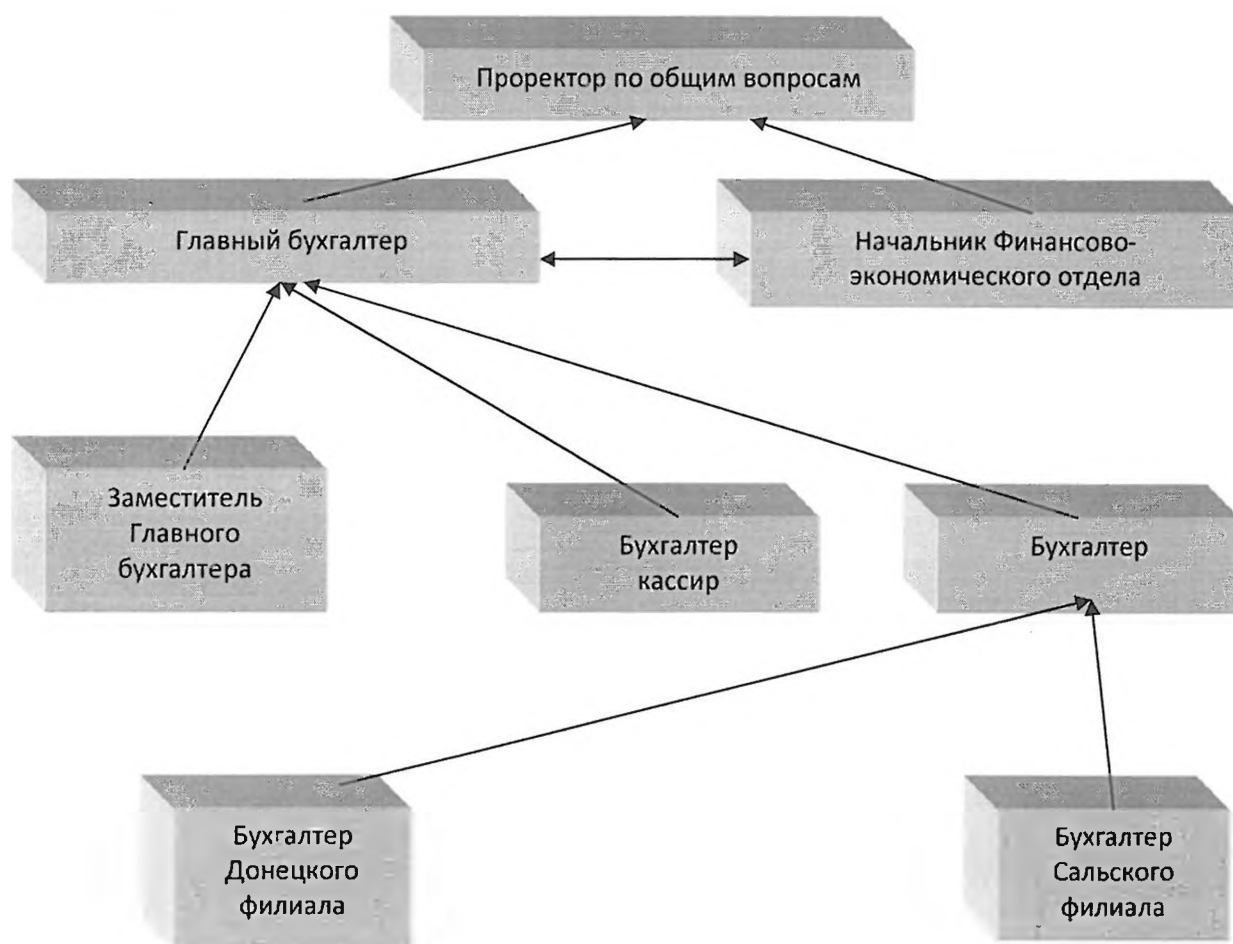 Проректор по общим вопросам
Главный бухгалтер
Начальник Финансово-
экономического отдела
Заместитель
Главного
бухгалтера
Бухгалтер
кассир
Бухгалтер
Бухгалтер
Донецкого
филиала
Бухгалтер
Сальского
филиала